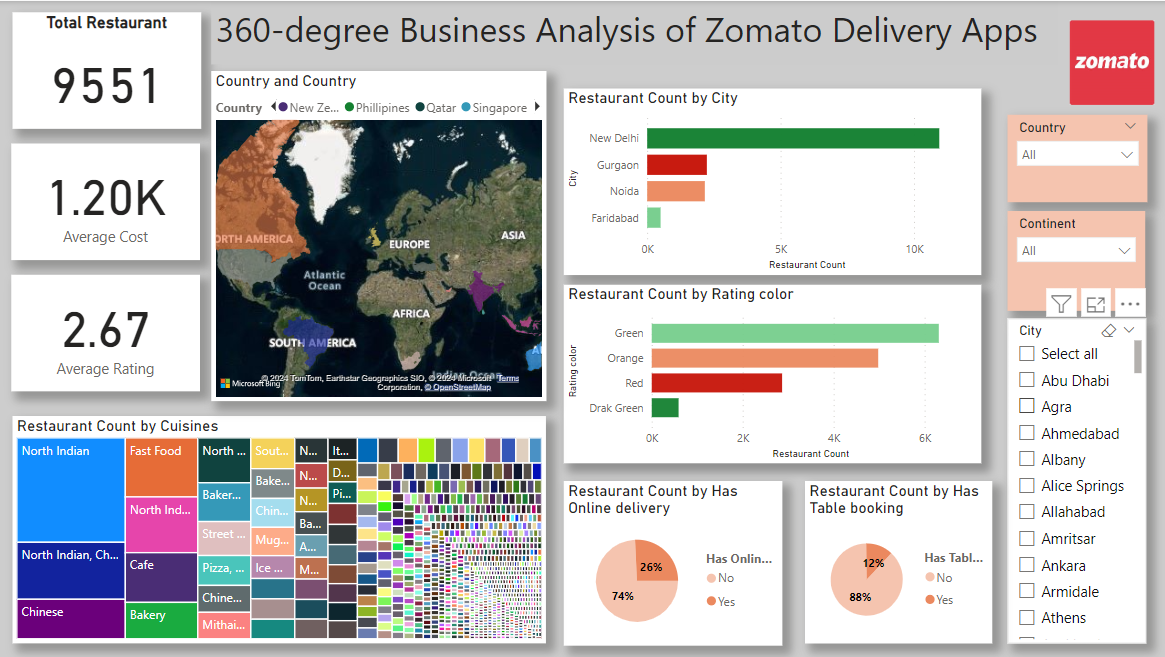 360-degree Business Analysis of Zomato Delivery Apps
zomato
Total Restaurant
9551
1.20K
Average Cost
2.67
Average Rating
Country and Country
Country
New Ze...
Phillipines
Qatar
Singapore
NORTH AMERICA
EUROPE
ASIA
Atlantic
Ocean
AFRICA
SOUTH AMERICA
Indian Ocean
Microsoft Bing
© 2024 TomTom, Earthstar Geographics SIO, © 2024 Microsoft
Terms
Corporation, © OpenStreetMap
Restaurant Count by City
City
New Delhi
Gurgaon
Noida
Faridabad
0K
5K
10K
Restaurant Count
Restaurant Count by Rating color
Rating color
Green
Orange
Red
Drak Green
0K
2K
4K
6K
Restaurant Count
Country
All
Continent
All
City
Select all
Abu Dhabi
Agra
Ahmedabad
Albany
Alice Springs
Allahabad
Amritsar
Ankara
Armidale
Athens
Restaurant Count by Cuisines
North Indian
North Indian, Ch...
Chinese
Fast Food
North Ind...
Cafe
Bakery
North ...
Baker...
Street ...
Pizza, ...
Chine...
Mithai...
Sout...
Bake...
Chin...
Mug...
Ice ...
N...
N...
N...
Ba...
A...
M...
It...
D...
Pi...
Restaurant Count by Has
Online delivery
26%
74%
Has Onlin...
No
Yes
Restaurant Count by Has
Table booking
12%
88%
Has Tabl...
No
Yes